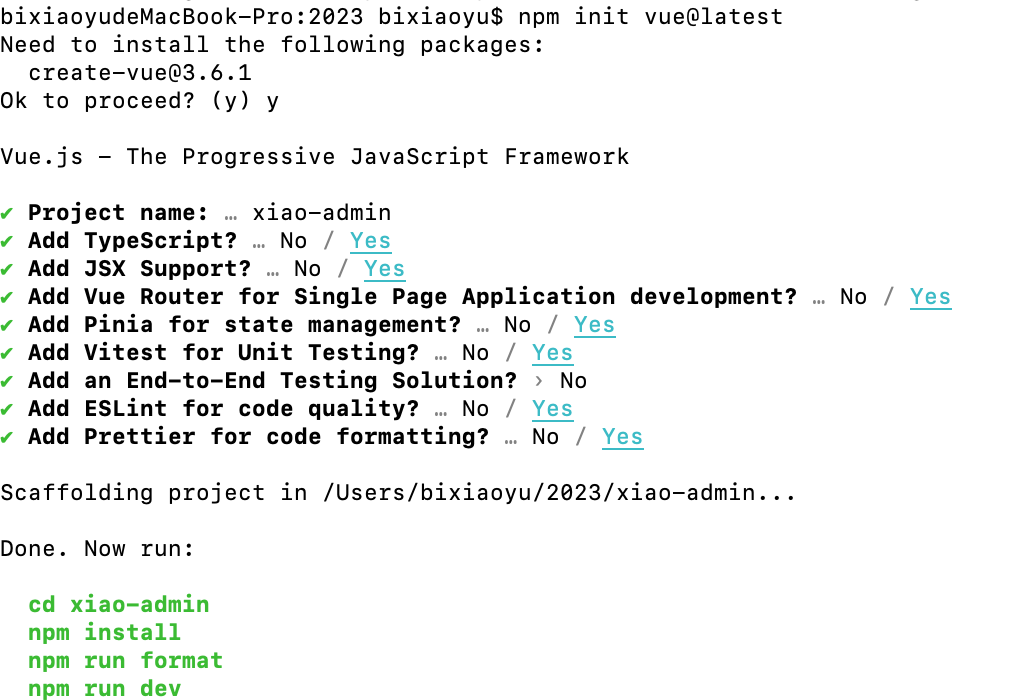 bixiaoyudeMacBook-Pro:2023 bixiaoyu$ npm init vue@latest
Need to install the following packages:
  create-vue@3.6.1
Ok to proceed? (y) y
Vue.js – The Progressive JavaScript Framework
✔ Project name: … xiao-admin
✔ Add TypeScript? … No / Yes
✔ Add JSX Support? … No / Yes
✔ Add Vue Router for Single Page Application development? … No / Yes
✔ Add Pinia for state management? … No / Yes
✔ Add Vitest for Unit Testing? … No / Yes
✔ Add an End-to-End Testing Solution? › No
✔ Add ESLint for code quality? … No / Yes
✔ Add Prettier for code formatting? … No / Yes
Scaffolding project in /Users/bixiaoyu/2023/xiao-admin...
Done. Now run:
  cd xiao-admin
  npm install
  npm run format
  npm run dev